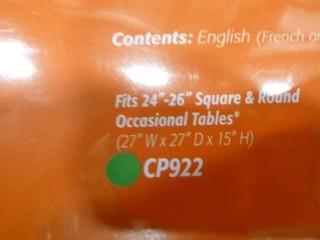 Contents: English (French or
Fits 24"-26" Square & Round
Occasional Tables*
(27" W x 27" D x 15" H)
CP922